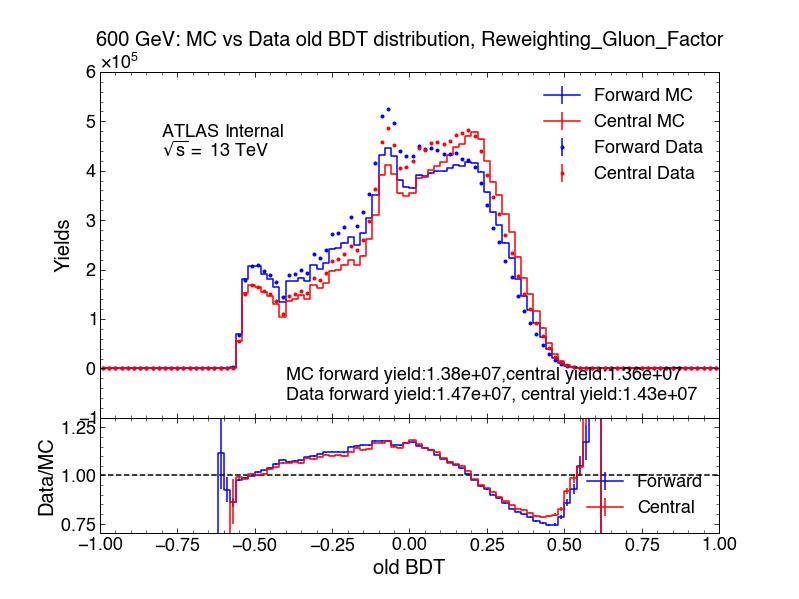 600 GeV: MC vs Data old BDT distribution, Reweighting_Gluon_Factor
×10⁵
6
5
4
3
2
1
0
−1
Yields
ATLAS Internal
√s = 13 TeV
Forward MC
Central MC
Forward Data
Central Data
MC forward yield:1.38e+07,central yield:1.36e+07
Data forward yield:1.47e+07, central yield:1.43e+07
1.25
1.00
0.75
Data/MC
Forward
Central
−1.00 −0.75 −0.50 −0.25 0.00 0.25 0.50 0.75 1.00
old BDT